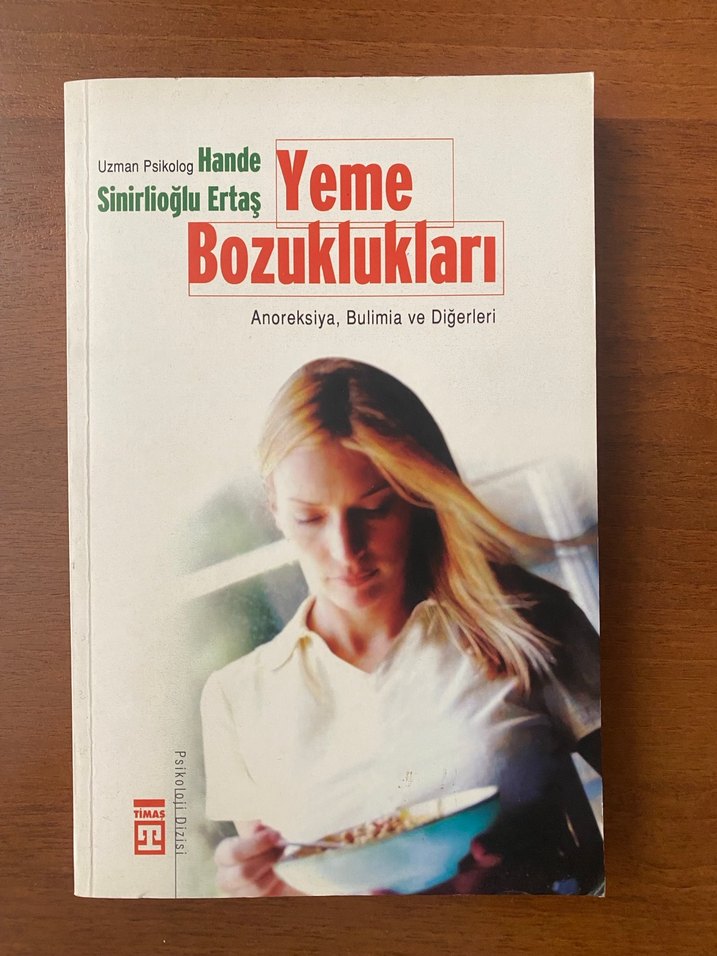 Uzman Psikolog Hande
Sinirlioğlu Ertaş
Yeme
Bozuklukları
Anoreksiya, Bulimia ve Diğerleri
Psikoloji Dizisi
TİMAŞ
T